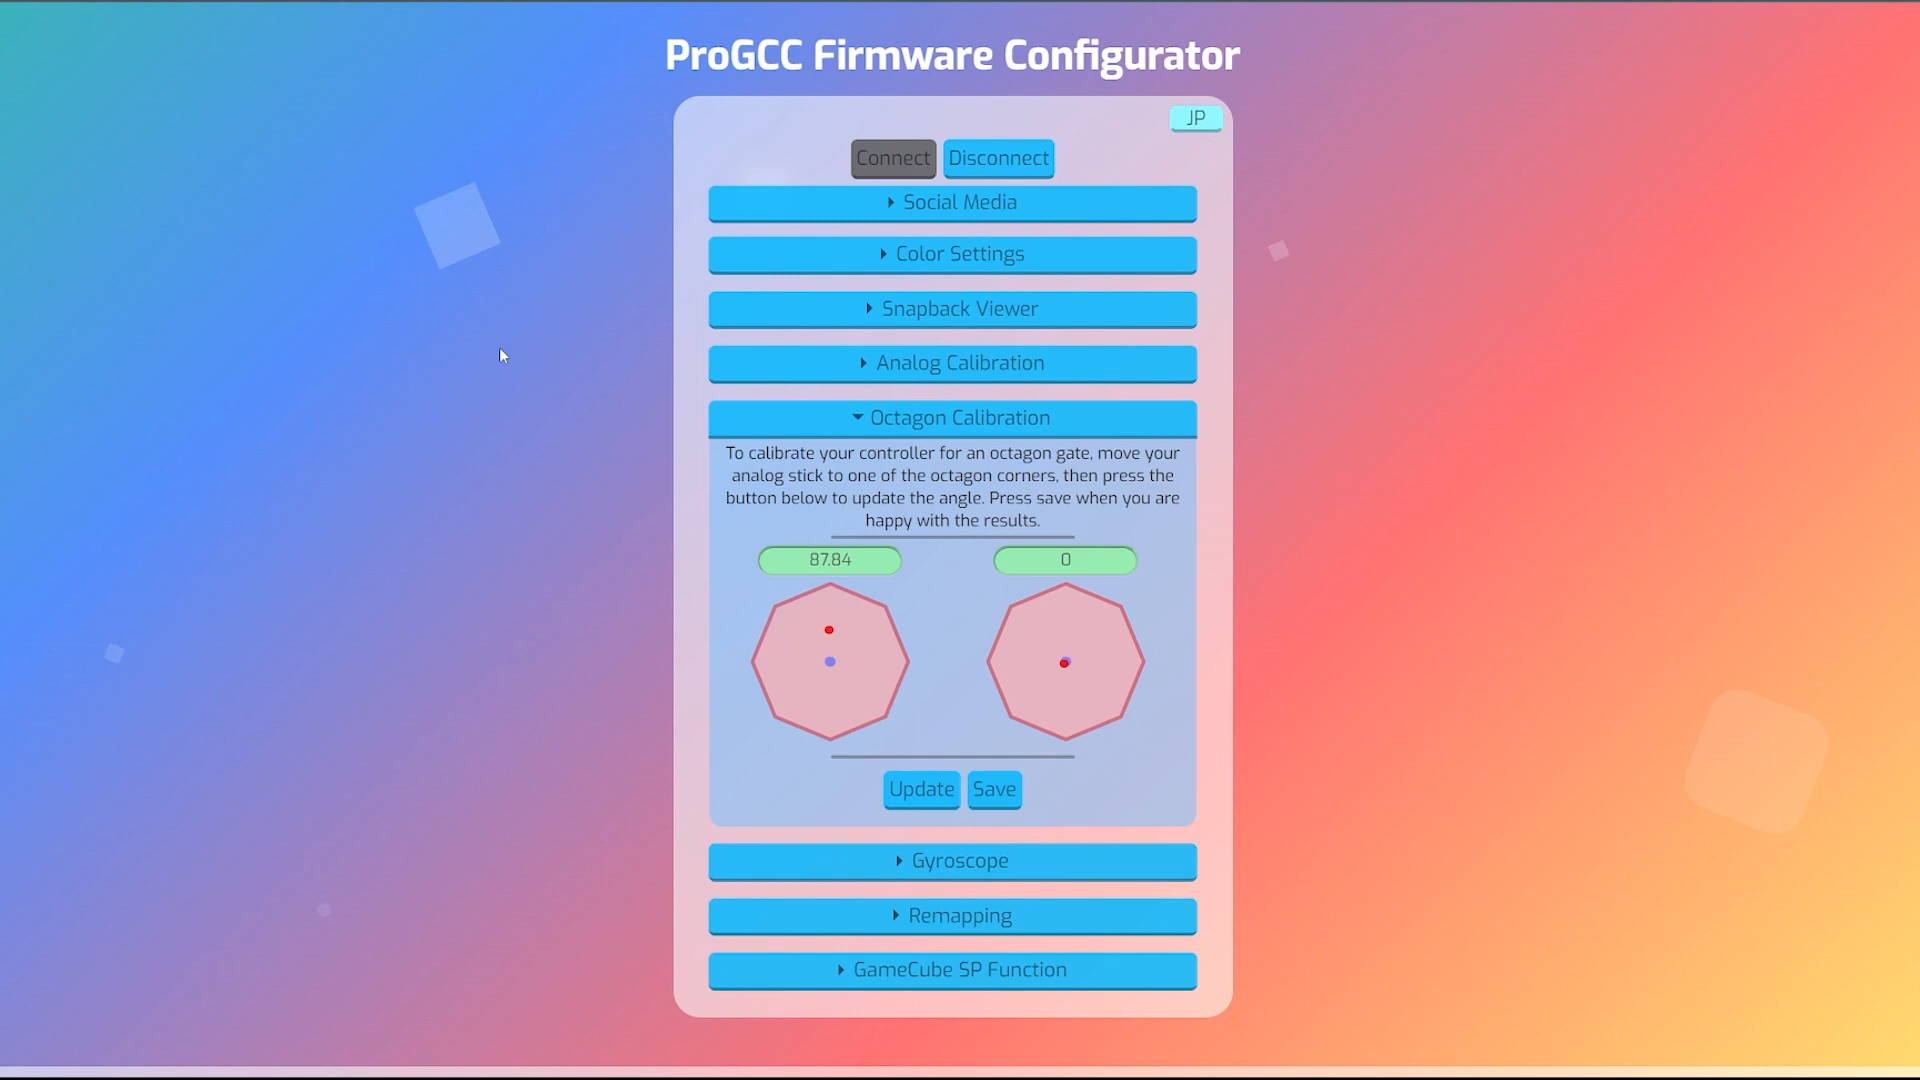 ProGCC Firmware Configurator
JP
Connect
Disconnect
Social Media
Color Settings
Snapback Viewer
Analog Calibration
Octagon Calibration
To calibrate your controller for an octagon gate, move your
analog stick to one of the octagon corners, then press the
button below to update the angle. Press save when you are
happy with the results.
87.84
0
Update
Save
Gyroscope
Remapping
GameCube SP Function